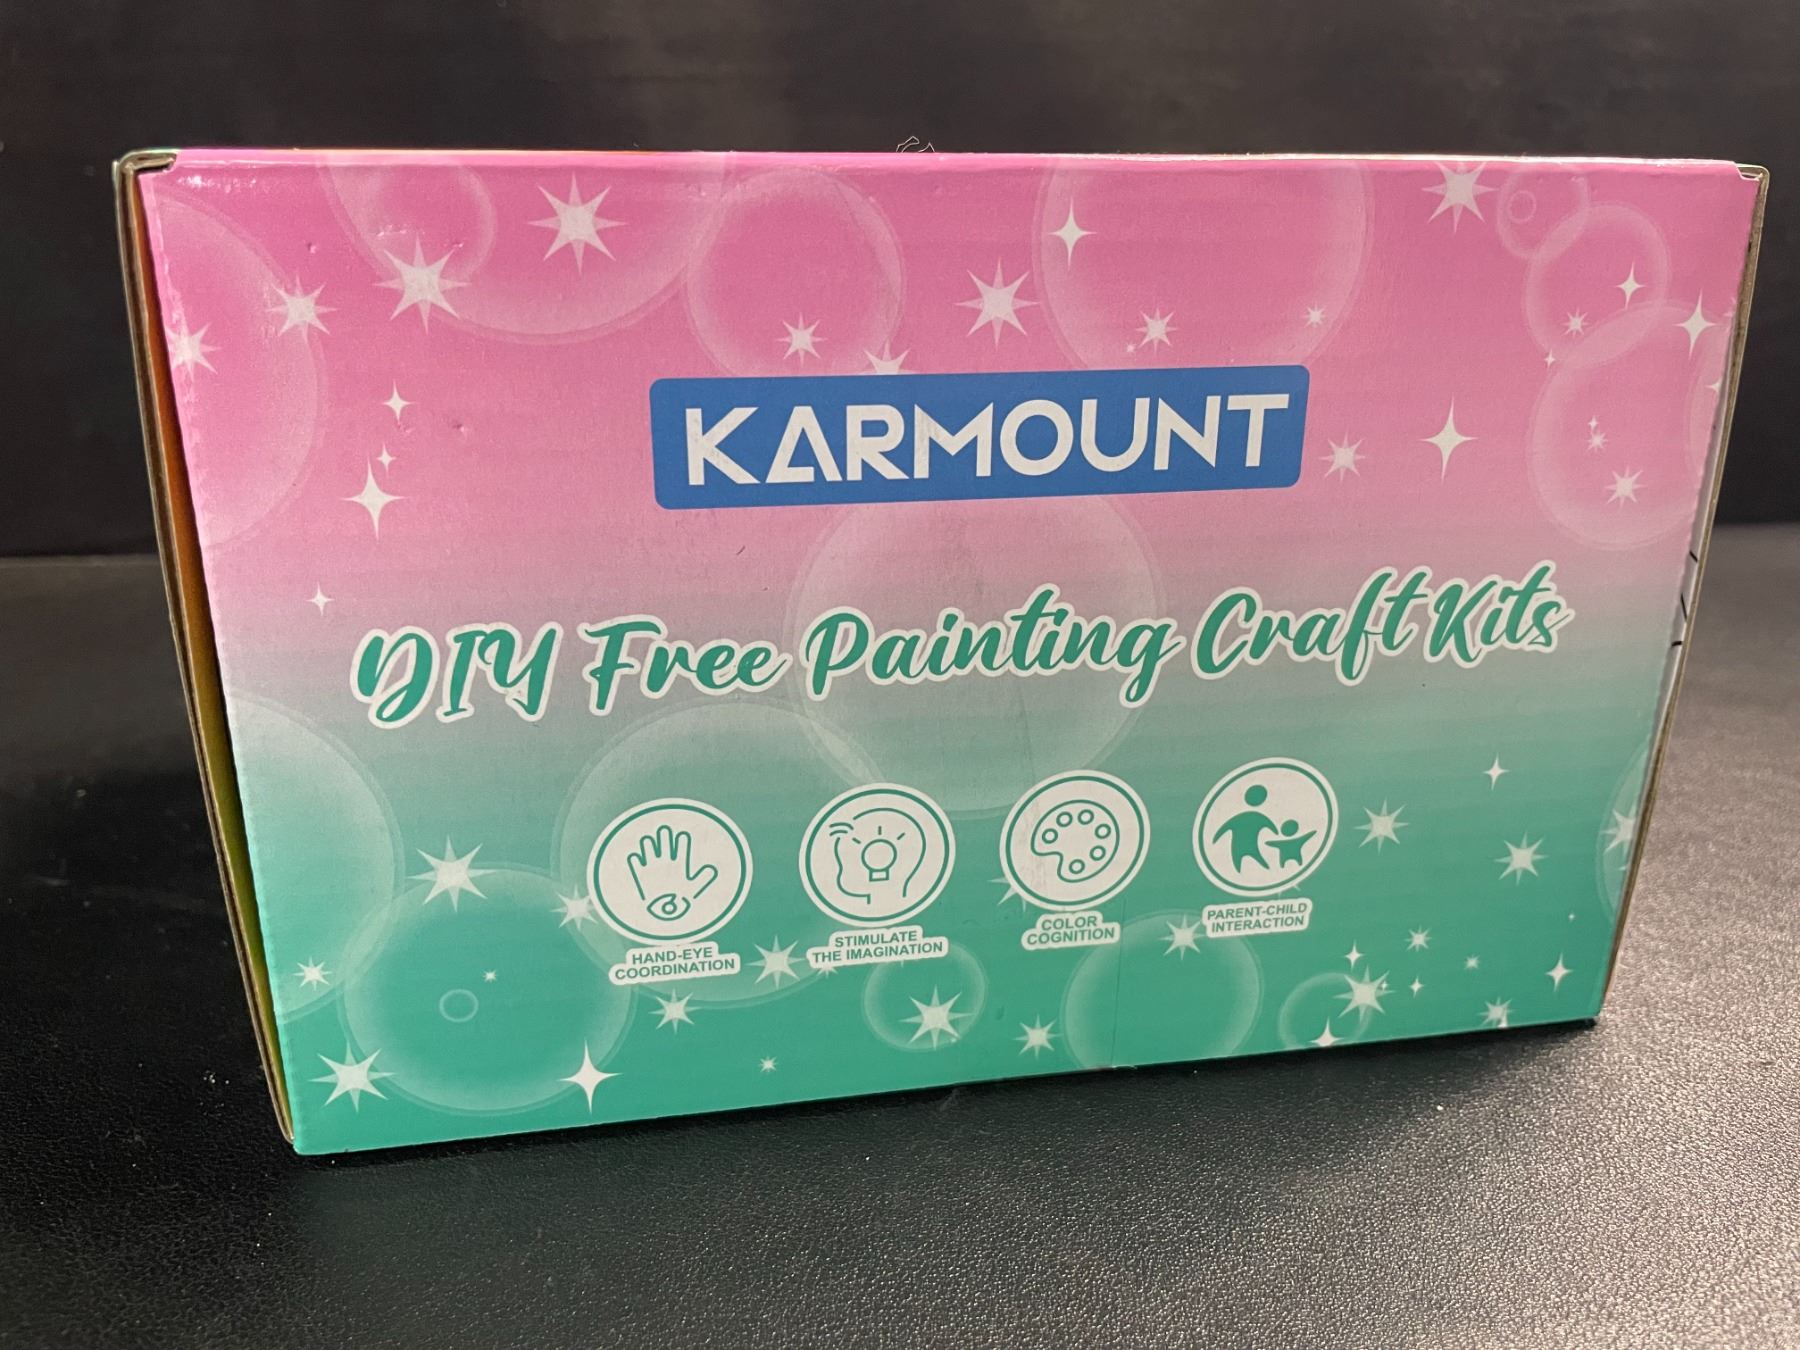 KARMOUNT
DIY Free Painting Craft Kits
HAND-EYE
COORDINATION
STIMULATE
THE IMAGINATION
COLOR
COGNITION
PARENT-CHILD
INTERACTION